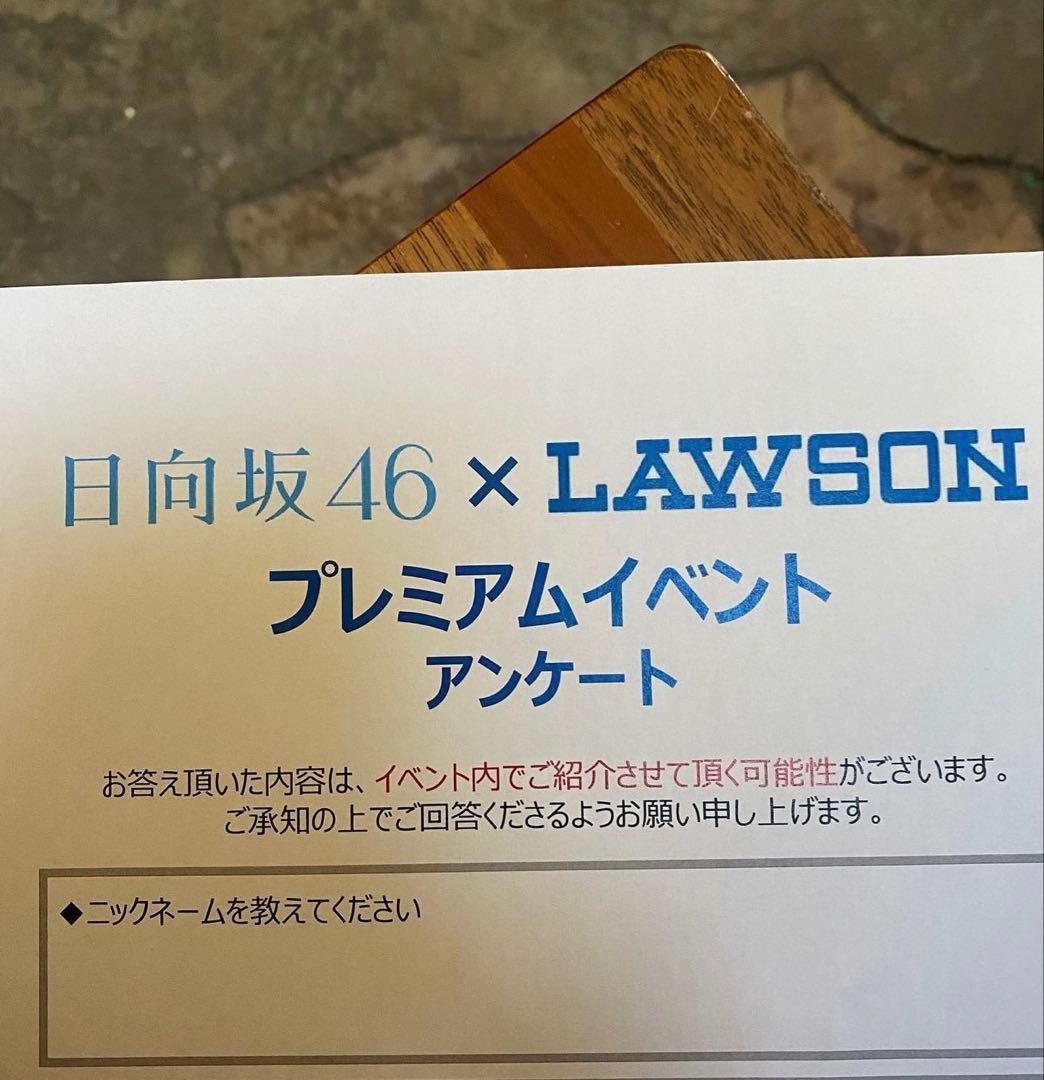 日向坂46×LAWSON
プレミアムイベント
アンケート
お答え頂いた内容は、イベント内でご紹介させて頂く可能性がございます。
ご承知の上でご回答くださるようお願い申し上げます。
◆ニックネームを教えてください